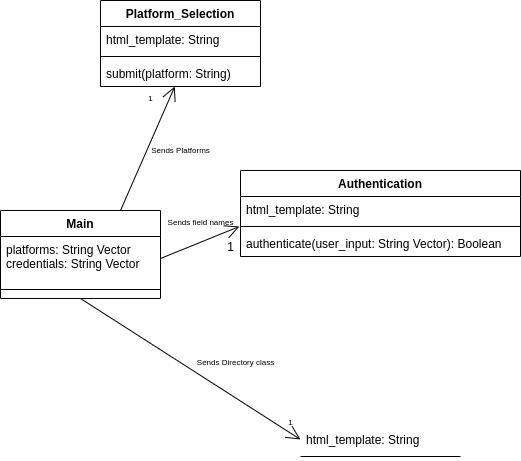 Platform_Selection
html_template: String
submit(platform: String)
1
Sends Platforms
Authentication
html_template: String
authenticate(user_input: String Vector): Boolean
Sends field names
1
Main
platforms: String Vector
credentials: String Vector
Sends Directory class
1
html_template: String